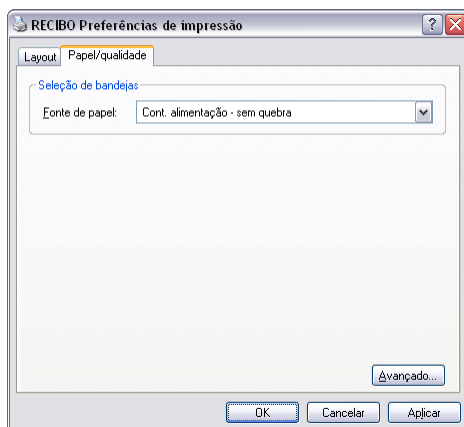 RECIBO Preferências de impressão
Layout Papel/qualidade
Seleção de bandejas
Fonte de papel: Cont. alimentação - sem quebra
Avançado...
OK Cancelar Aplicar